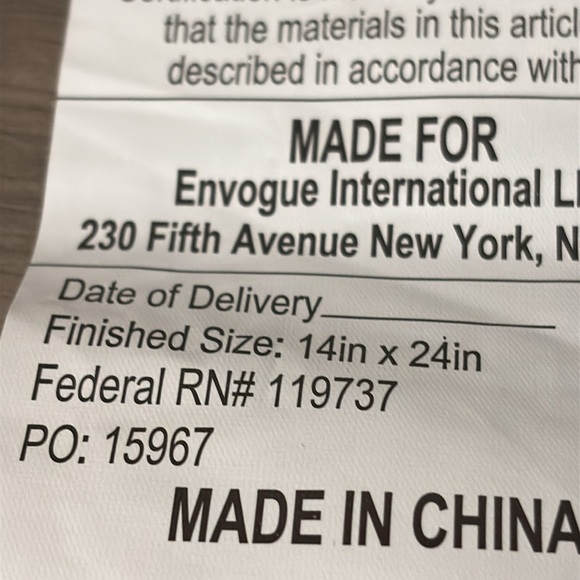 that the materials in this
described in accordance with
MADE FOR
Envogue International
230 Fifth Avenue New York,
Date of Delivery
Finished Size: 14in x 24in
Federal RN# 119737
PO: 15967
MADE IN CHINA